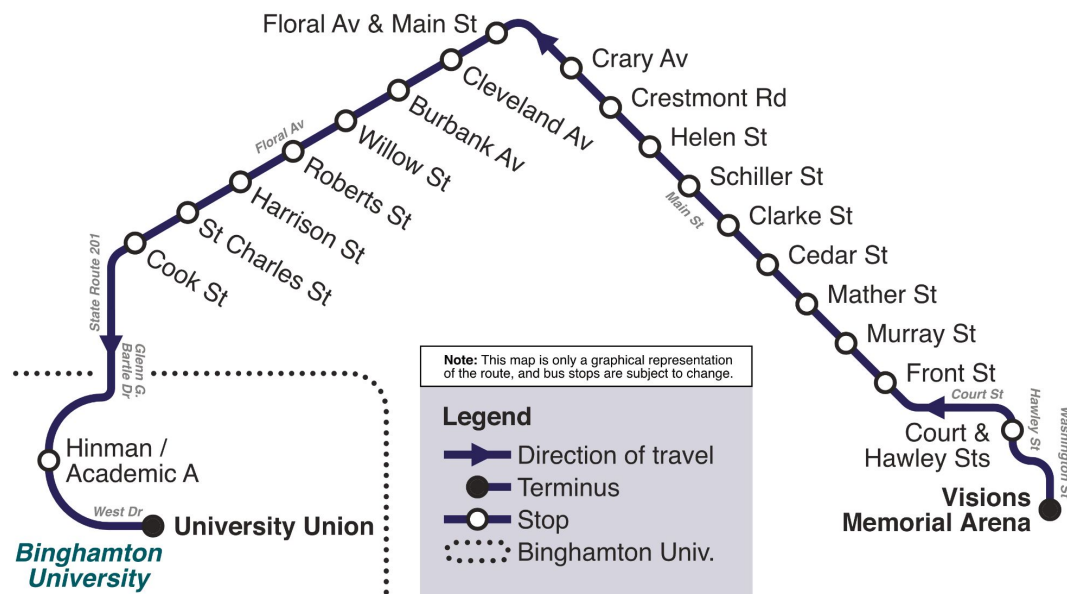 Floral Av & Main St
Cleveland Av
Burbank Av
Willow St
Roberts St
Harrison St
St Charles St
Cook St
Floral Av
State Route 201
Glenn G.
Bartle Dr
Crary Av
Crestmont Rd
Helen St
Schiller St
Main St
Clarke St
Cedar St
Mather St
Murray St
Front St
Court St
Hawley St
Washington St
Court &
Hawley Sts
Visions
Memorial Arena
Hinman /
Academic A
West Dr
University Union
Binghamton
University
Note: This map is only a graphical representation
of the route, and bus stops are subject to change.
Legend
Direction of travel
Terminus
Stop
Binghamton Univ.